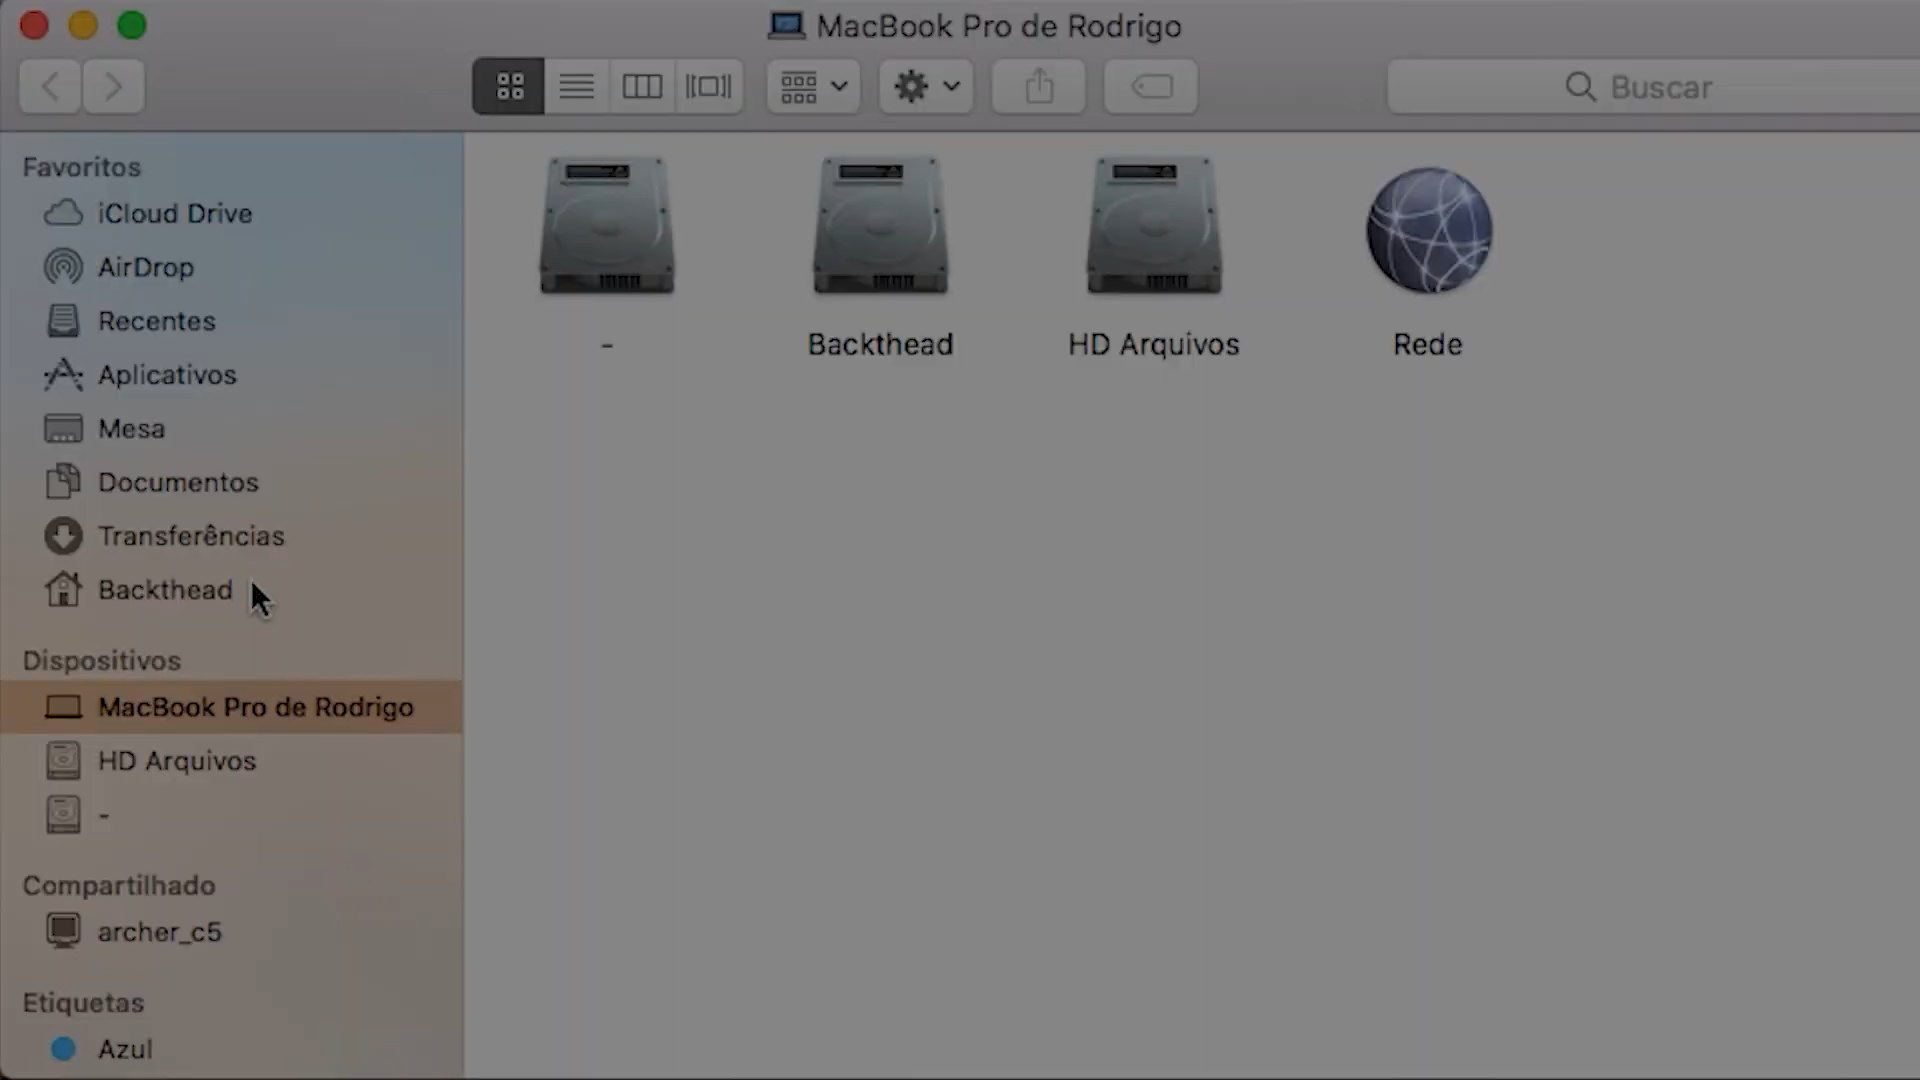 MacBook Pro de Rodrigo
Buscar
Favoritos
iCloud Drive
AirDrop
Recentes
Aplicativos
Mesa
Documentos
Transferências
Backthead
Dispositivos
MacBook Pro de Rodrigo
HD Arquivos
-
Compartilhado
archer_c5
Etiquetas
Azul
-
Backthead
HD Arquivos
Rede